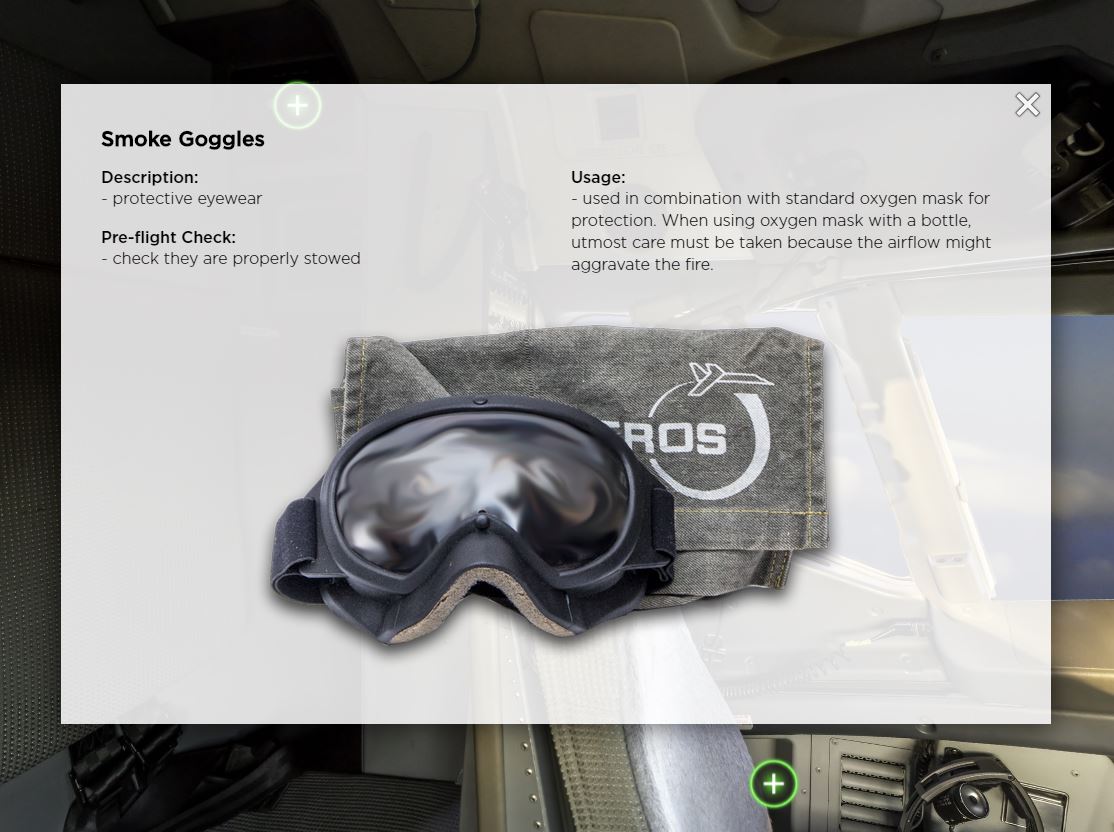 Smoke Goggles
Description:
- protective eyewear
Pre-flight Check:
- check they are properly stowed
Usage:
- used in combination with standard oxygen mask for
protection. When using oxygen mask with a bottle,
utmost care must be taken because the airflow might
aggravate the fire.
EROS